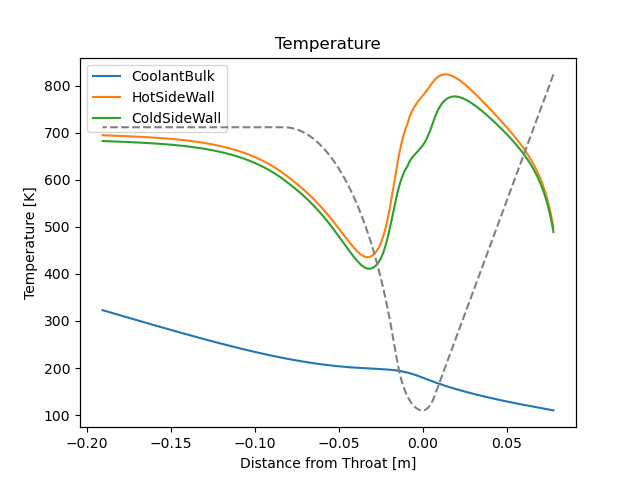 Temperature
CoolantBulk
HotSideWall
ColdSideWall
Temperature [K]
800
700
600
500
400
300
200
100
−0.20 −0.15 −0.10 −0.05 0.00 0.05
Distance from Throat [m]